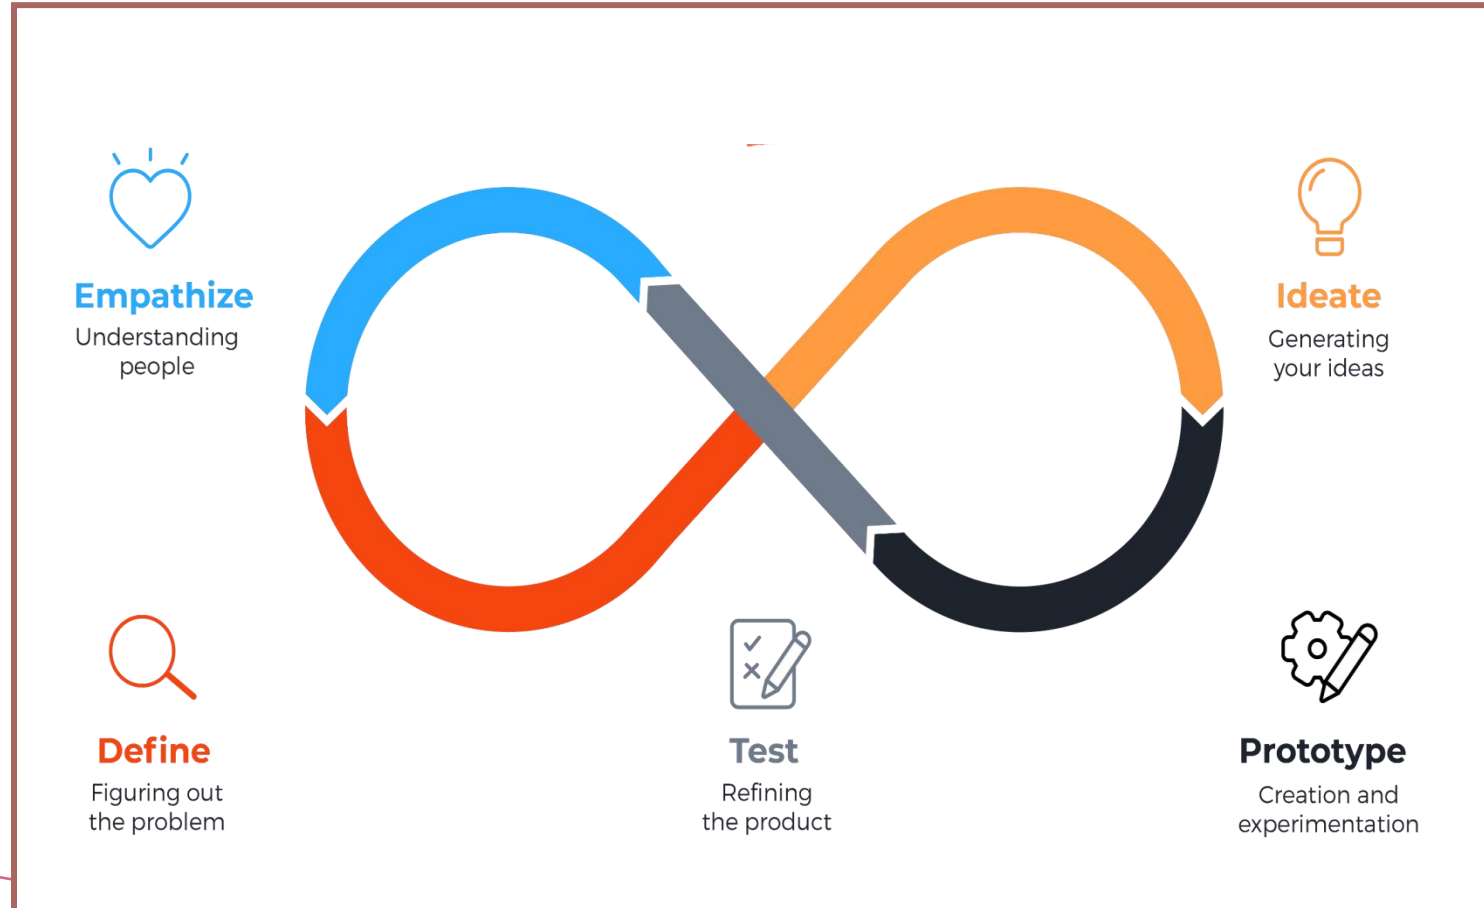 Empathize
Understanding
people
Ideate
Generating
your ideas
Define
Figuring out
the problem
Test
Refining
the product
Prototype
Creation and
experimentation